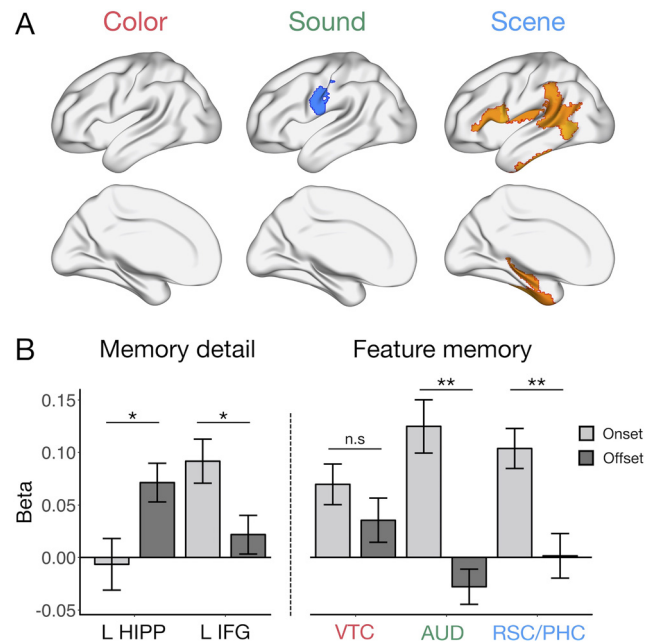 A
Color Sound Scene
B
Memory detail Feature memory
0.15
0.10
0.05
0.00
-0.05
Beta
* * n.s ** **
Onset
Offset
L HIPP L IFG VTC AUD RSC/PHC